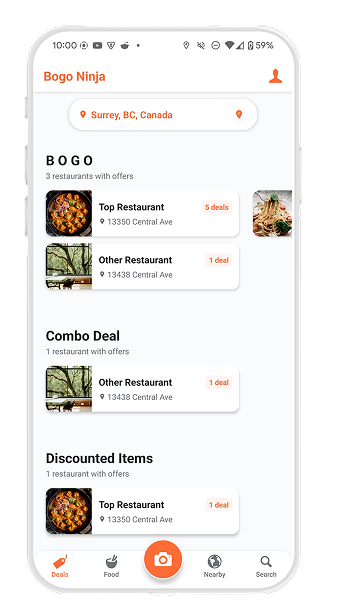 10:00 59%
Bogo Ninja
Surrey, BC, Canada
B O G O
3 restaurants with offers
Top Restaurant 5 deals
13350 Central Ave
Other Restaurant 1 deal
13438 Central Ave
Combo Deal
1 restaurant with offers
Other Restaurant 1 deal
13438 Central Ave
Discounted Items
1 restaurant with offers
Top Restaurant 1 deal
13350 Central Ave
Deals Food Nearby Search